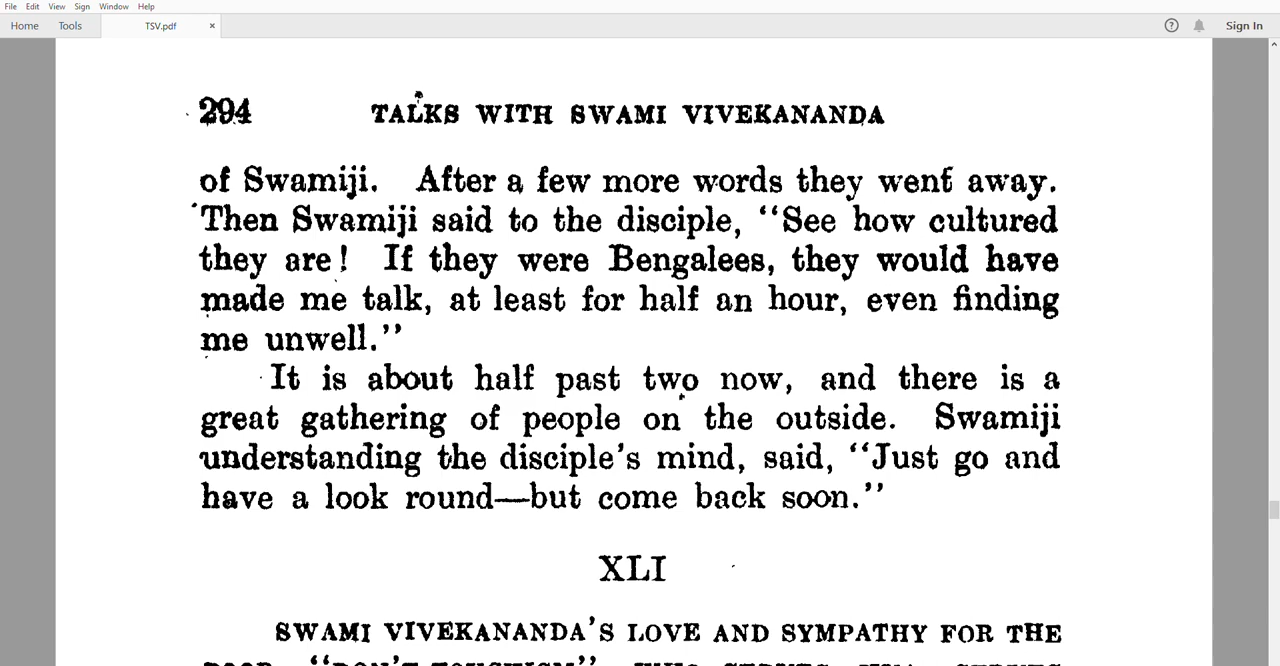 File Edit View Sign Window Help
Home Tools TSV.pdf × ? Sign In
294 TALKS WITH SWAMI VIVEKANANDA
of Swamiji. After a few more words they went away.
Then Swamiji said to the disciple, "See how cultured
they are! If they were Bengalees, they would have
made me talk, at least for half an hour, even finding
me unwell."
It is about half past two now, and there is a
great gathering of people on the outside. Swamiji
understanding the disciple's mind, said, "Just go and
have a look round—but come back soon."
XLI
SWAMI VIVEKANANDA'S LOVE AND SYMPATHY FOR THE